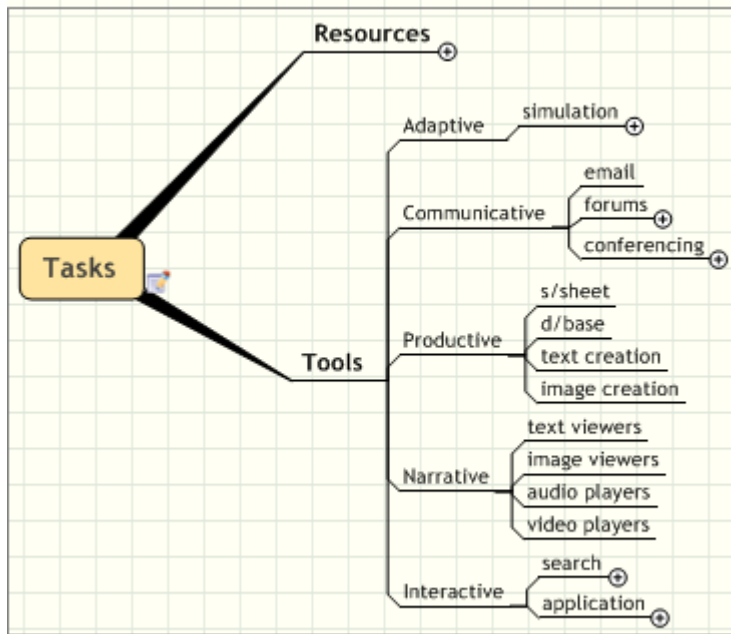 Resources
Adaptive
simulation
Communicative
email
forums
conferencing
Tasks
Tools
Productive
s/sheet
d/base
text creation
image creation
Narrative
text viewers
image viewers
audio players
video players
Interactive
search
application